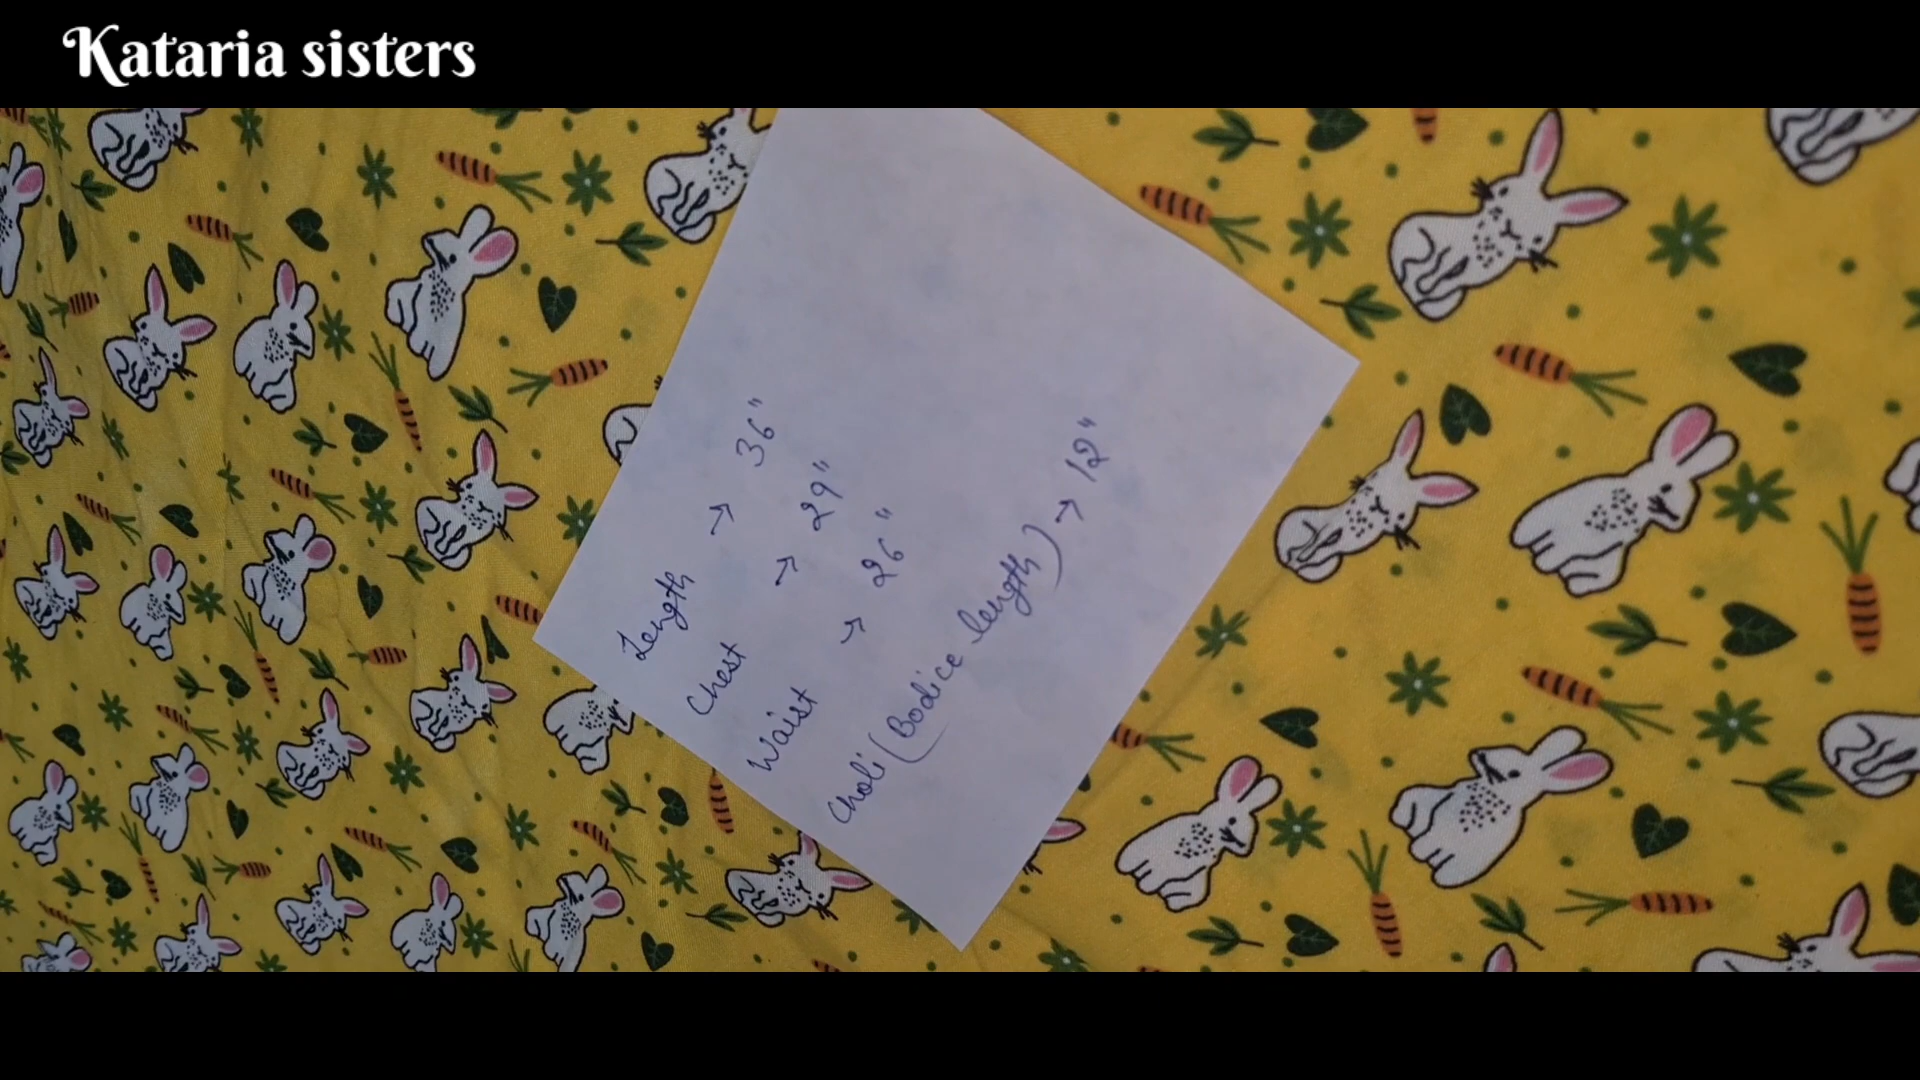 Kataria sisters
Length → 36"
Chest → 29"
Waist → 26"
Choli (Bodice length) → 12"